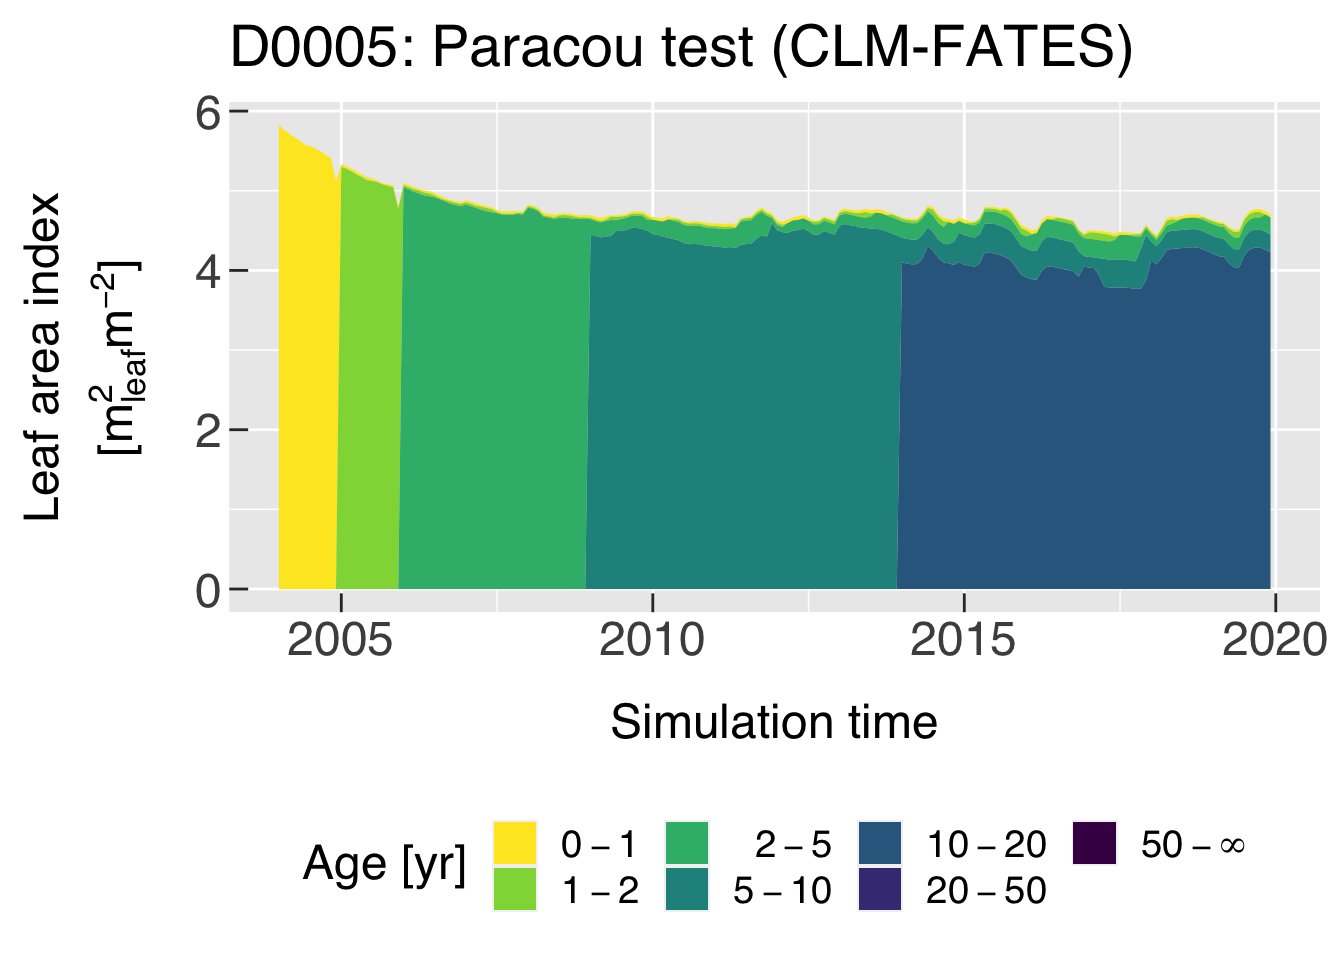 D0005: Paracou test (CLM-FATES)
Leaf area index
[m²leaf m⁻²]
6
4
2
0
2005 2010 2015 2020
Simulation time
Age [yr]
0 – 1 2 – 5 10 – 20 50 – ∞
1 – 2 5 – 10 20 – 50